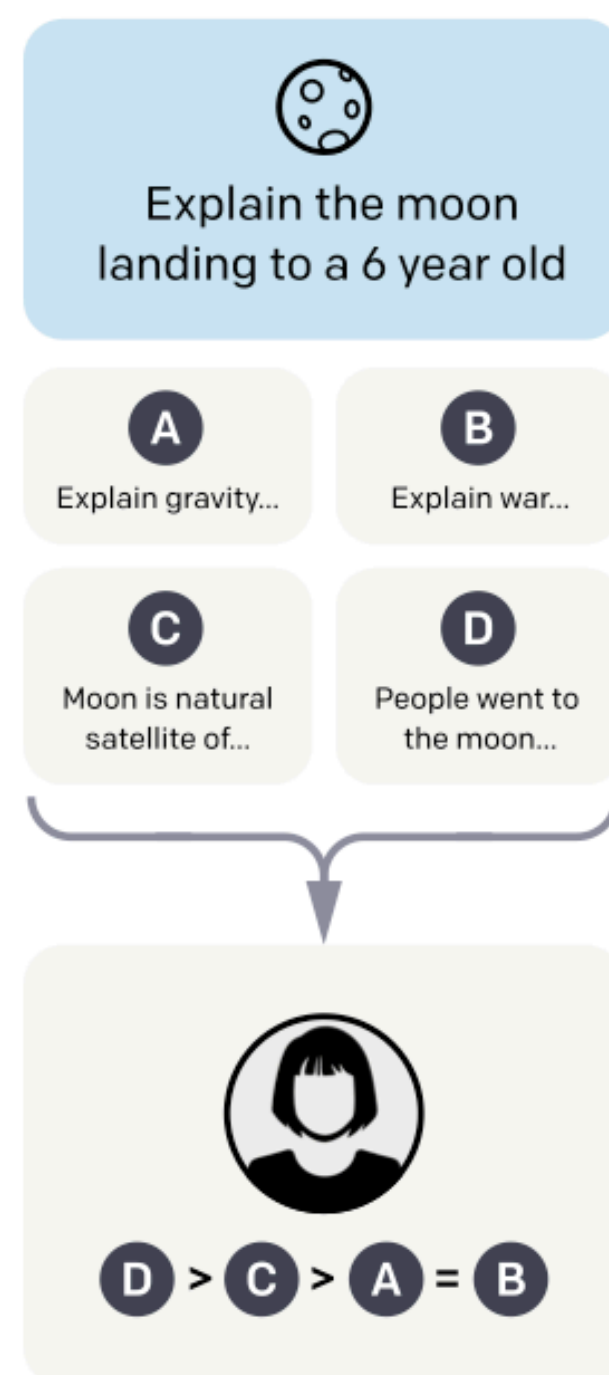 Explain the moon
landing to a 6 year old
A
B
Explain gravity...
Explain war...
C
D
Moon is natural
satellite of...
People went to
the moon...
D > C > A = B